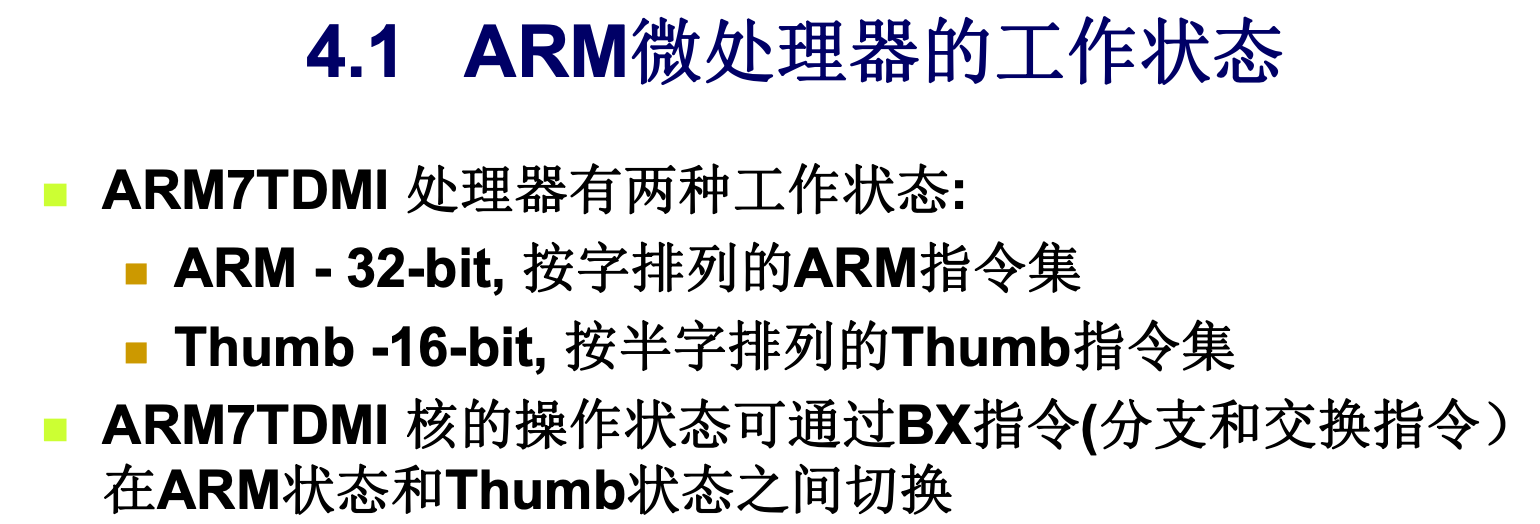 4.1 ARM微处理器的工作状态
ARM7TDMI 处理器有两种工作状态:
ARM - 32-bit, 按字排列的ARM指令集
Thumb -16-bit, 按半字排列的Thumb指令集
ARM7TDMI 核的操作状态可通过BX指令(分支和交换指令）
在ARM状态和Thumb状态之间切换